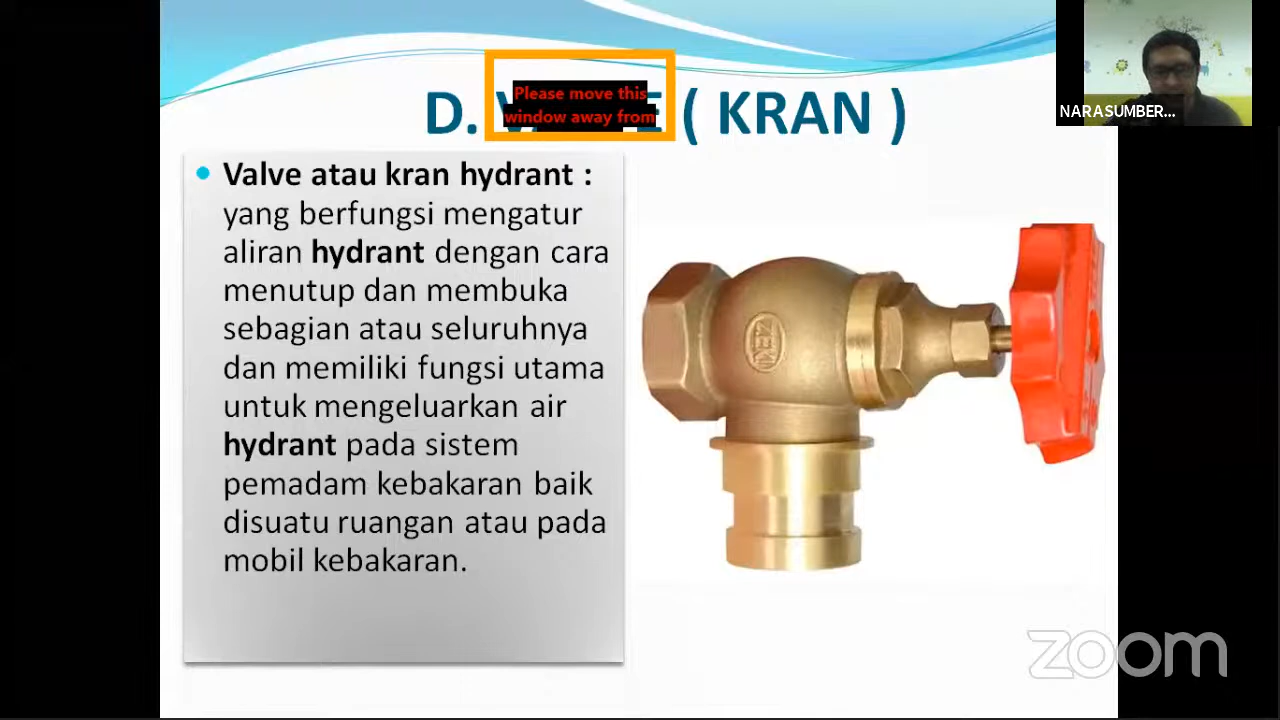 D. V E ( KRAN )
Please move this
window away from
NARASUMBER...
Valve atau kran hydrant :
yang berfungsi mengatur
aliran hydrant dengan cara
menutup dan membuka
sebagian atau seluruhnya
dan memiliki fungsi utama
untuk mengeluarkan air
hydrant pada sistem
pemadam kebakaran baik
disuatu ruangan atau pada
mobil kebakaran.
ZEKI
zoom